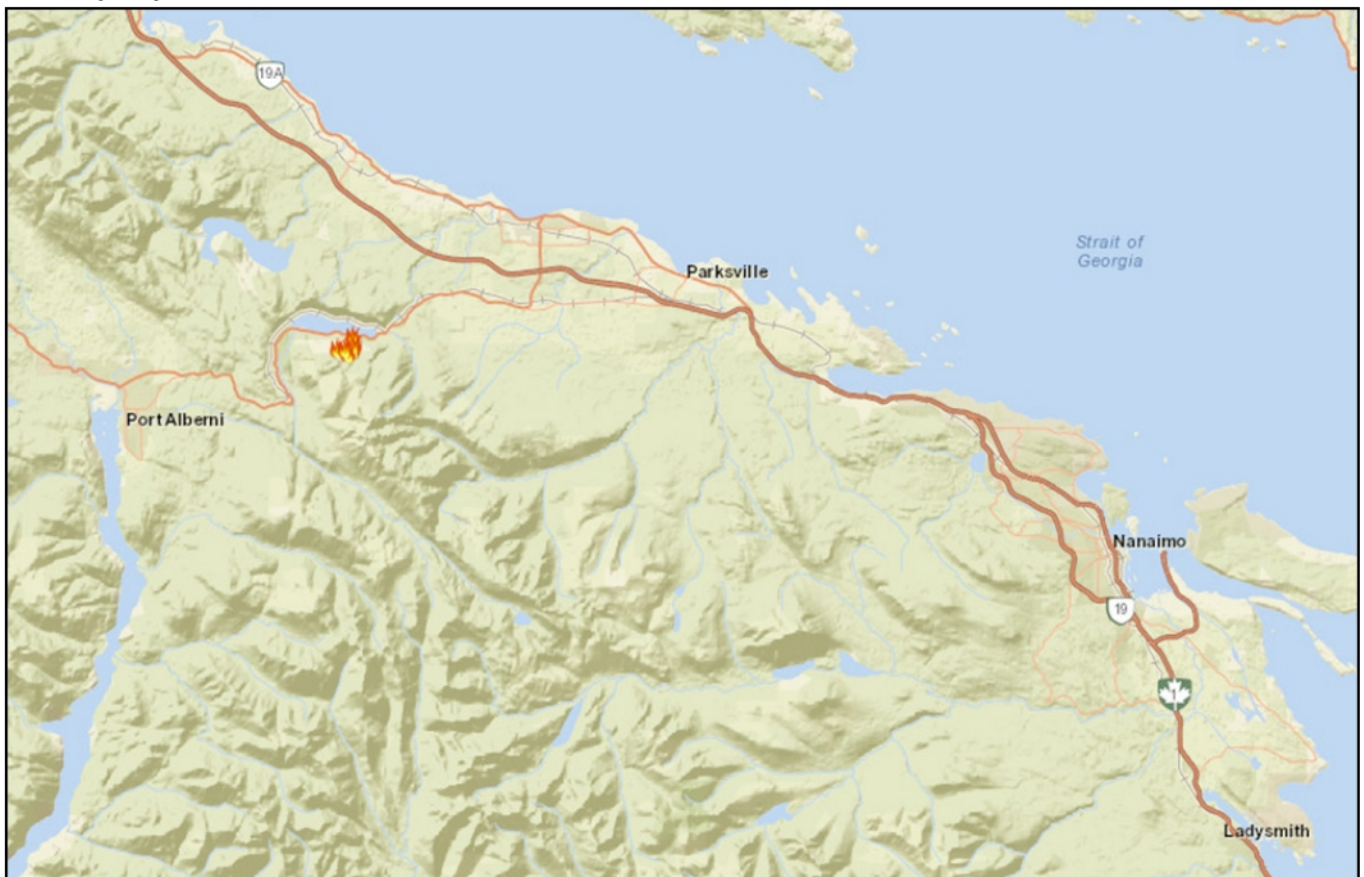 19A
Strait of
Georgia
Parksville
Port Alberni
Nanaimo
19
1
Ladysmith